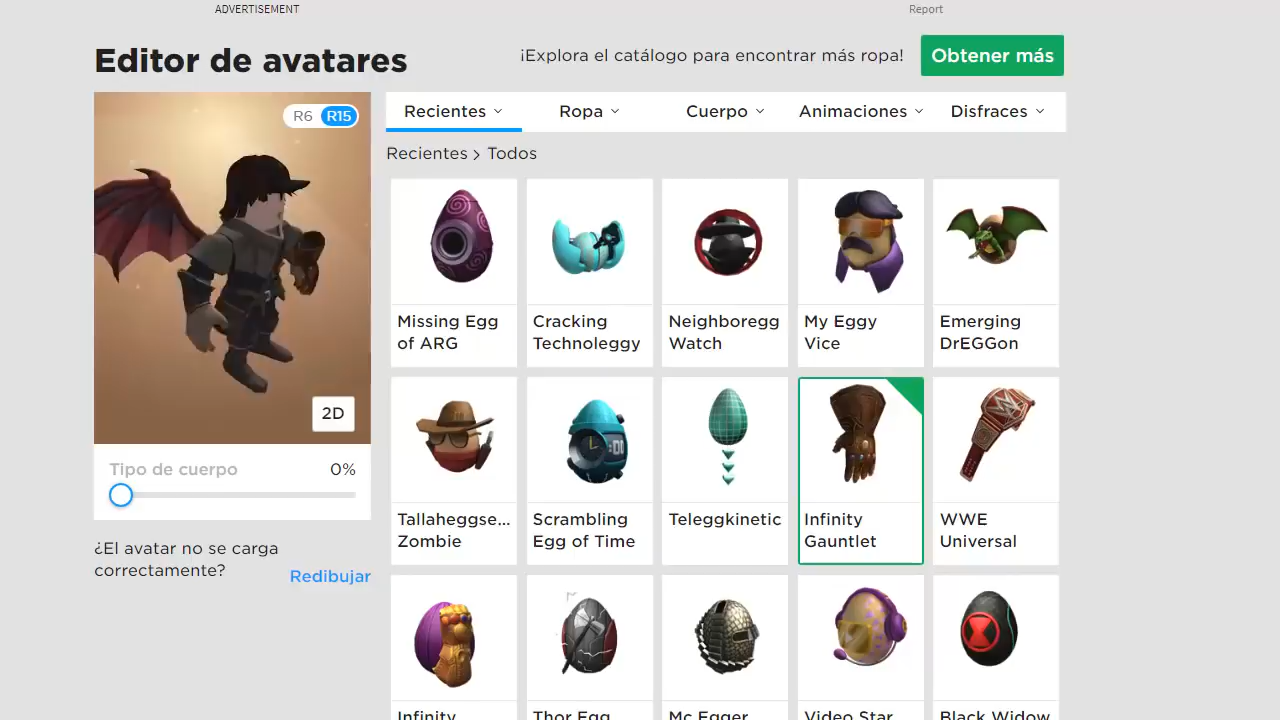 ADVERTISEMENT
Report
Editor de avatares
¡Explora el catálogo para encontrar más ropa!
Obtener más
R6 R15
Recientes Ropa Cuerpo Animaciones Disfraces
Recientes > Todos
Missing Egg
of ARG
Cracking
Technoleggy
Neighboregg
Watch
My Eggy
Vice
Emerging
DrEGGon
2D
Tipo de cuerpo 0%
¿El avatar no se carga
correctamente?
Redibujar
Tallaheggse...
Zombie
Scrambling
Egg of Time
Teleggkinetic
Infinity
Gauntlet
WWE
Universal
Infinity
Thor Egg
Mc Egger
Video Star
Black Widow